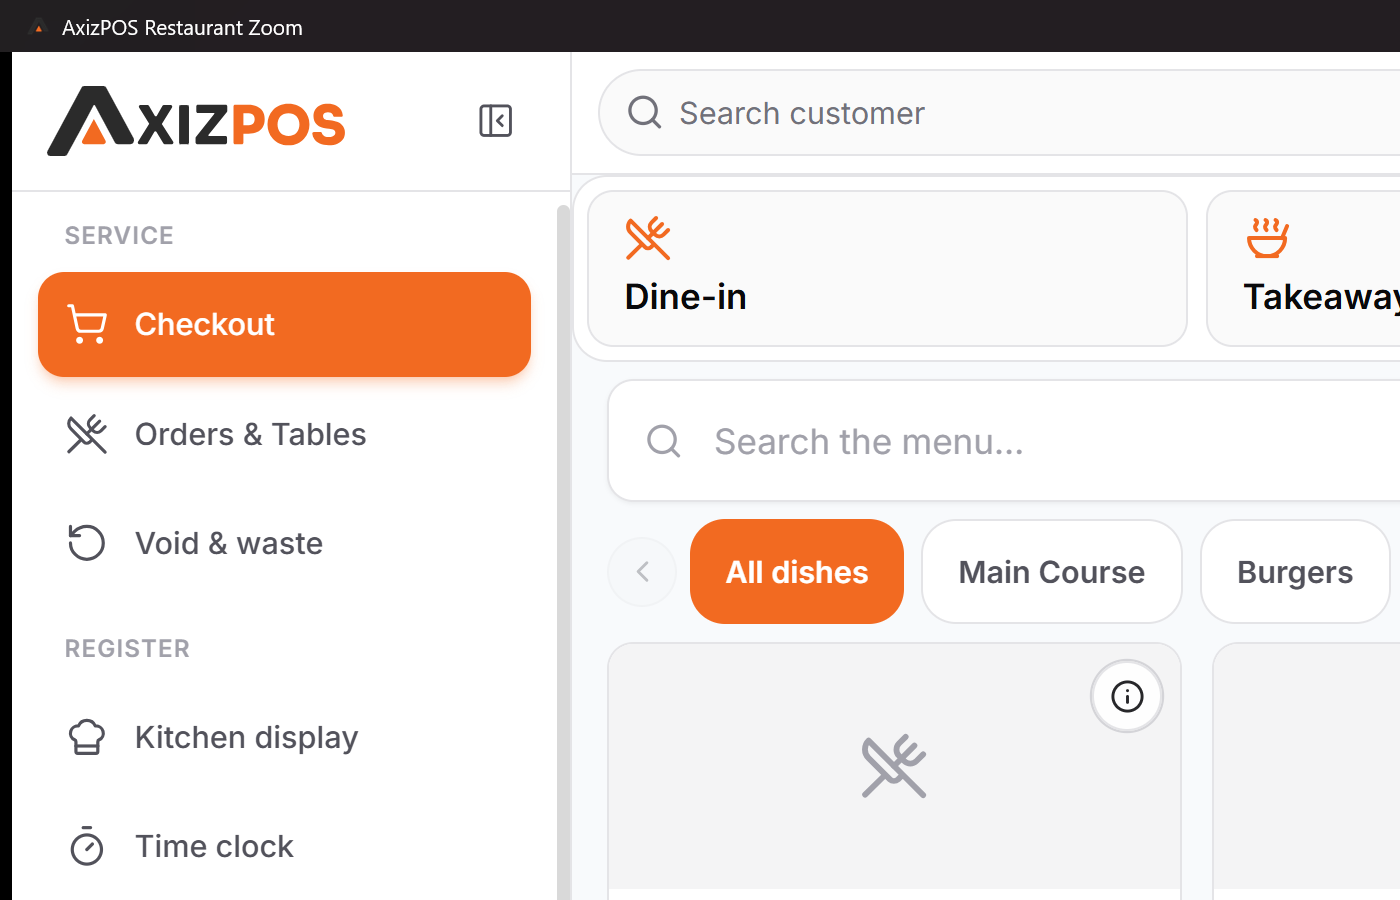 AxizPOS Restaurant Zoom
AXIZPOS
Search customer
SERVICE
Checkout
Orders & Tables
Void & waste
REGISTER
Kitchen display
Time clock
Dine-in
Takeaway
Search the menu...
All dishes
Main Course
Burgers